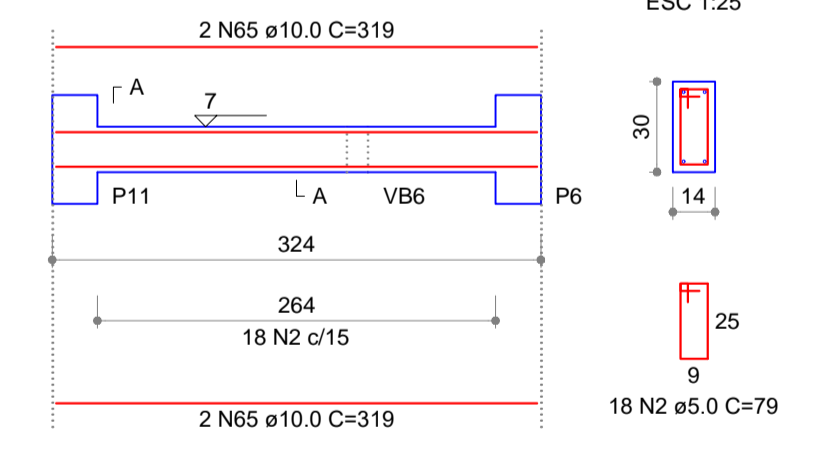 ESC 1:25
2 N65 ø10.0 C=319
A
7
30
P11
A
VB6
P6
14
324
264
18 N2 c/15
25
9
2 N65 ø10.0 C=319
18 N2 ø5.0 C=79